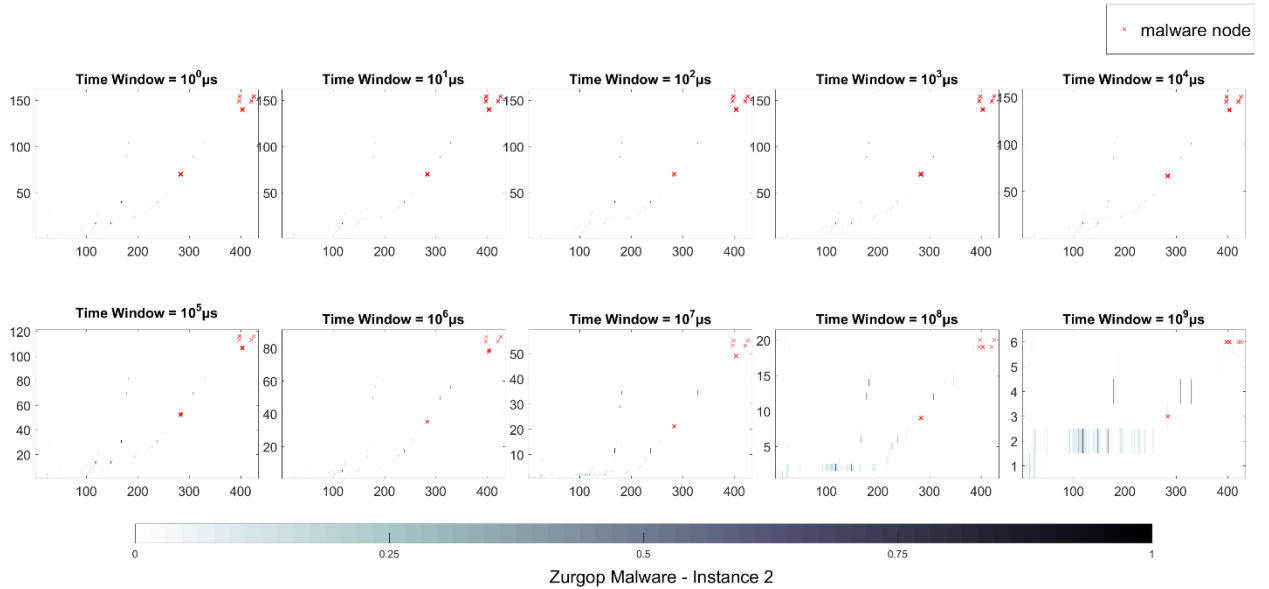 malware node
Time Window = 10⁰µs
Time Window = 10¹µs
Time Window = 10²µs
Time Window = 10³µs
Time Window = 10⁴µs
150 150 150 150 150
100 100 100 100 100
50 50 50 50 50
100 200 300 400 100 200 300 400 100 200 300 400 100 200 300 400 100 200 300 400
Time Window = 10⁵µs
Time Window = 10⁶µs
Time Window = 10⁷µs
Time Window = 10⁸µs
Time Window = 10⁹µs
120
100
80
60
40
20
80
60
40
20
50
40
30
20
10
20
15
10
5
6
5
4
3
2
1
100 200 300 400 100 200 300 400 100 200 300 400 100 200 300 400 100 200 300 400
0 0.25 0.5 0.75 1
Zurgop Malware - Instance 2